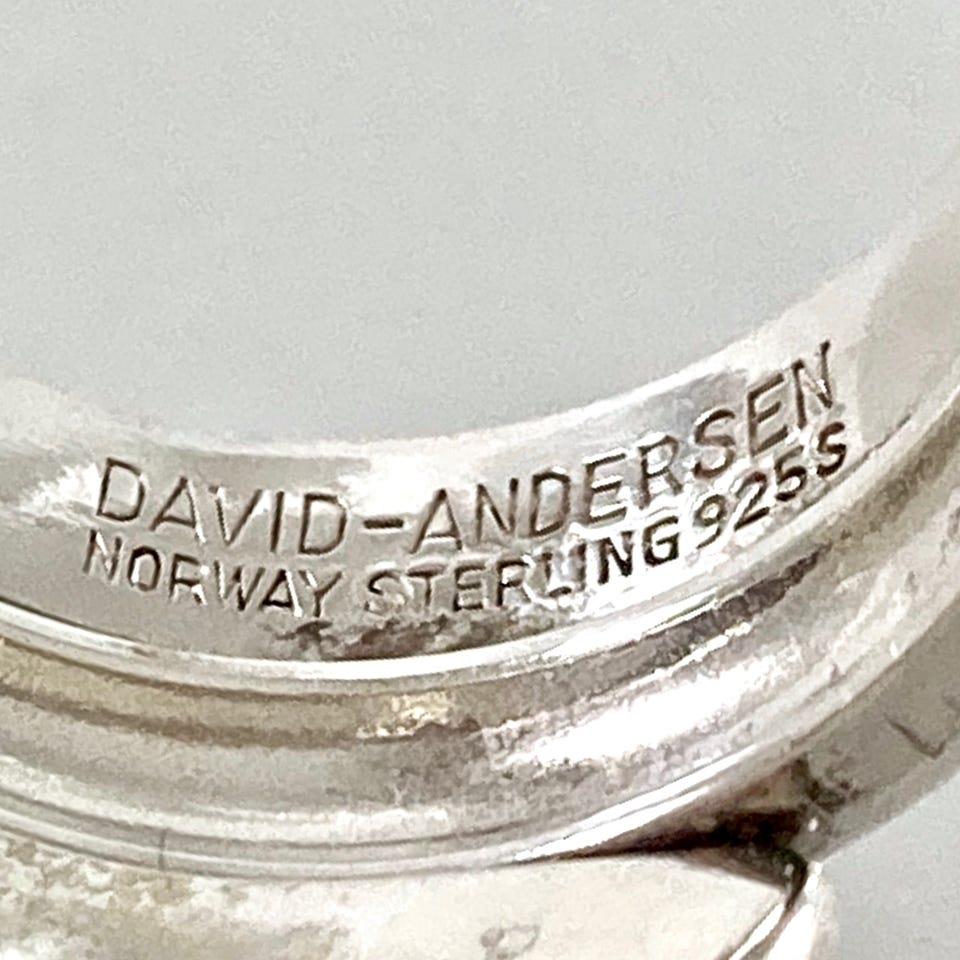 DAVID-ANDERSEN
NORWAY STERLING 925S